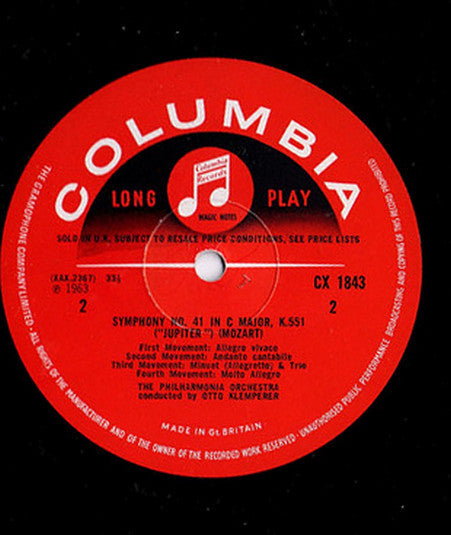 COLUMBIA
Columbia
Records
LONG PLAY
MAGIC NOTES
SOLD IN U.K. SUBJECT TO RESALE PRICE CONDITIONS, SEE PRICE LISTS
(XAX.2367) 33⅓
℗ 1963
CX 1843
2 2
SYMPHONY NO. 41 IN C MAJOR, K.551
("JUPITER") (MOZART)
First Movement: Allegro vivace
Second Movement: Andante cantabile
Third Movement: Minuet (Allegretto) & Trio
Fourth Movement: Molto Allegro
THE PHILHARMONIA ORCHESTRA
conducted by OTTO KLEMPERER
MADE IN Gt. BRITAIN
THE GRAMOPHONE COMPANY LIMITED - ALL RIGHTS OF THE MANUFACTURER AND OF THE OWNER OF THE RECORDED WORK RESERVED · UNAUTHORISED PUBLIC PERFORMANCE BROADCASTING AND COPYING OF THIS RECORD PROHIBITED